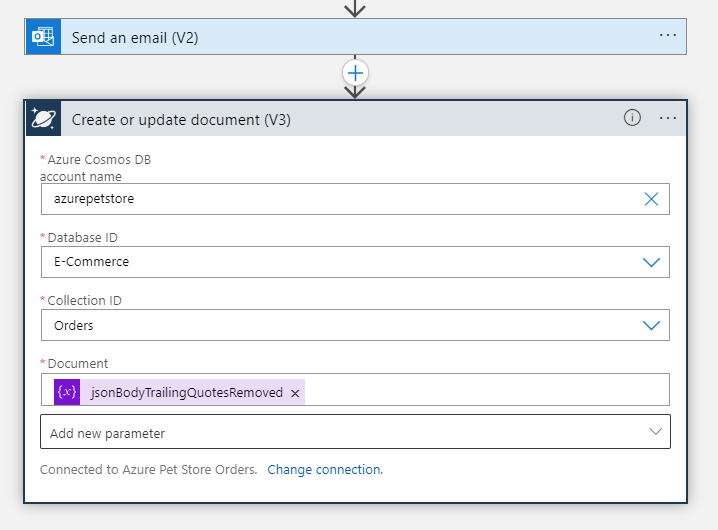 Send an email (V2)
Create or update document (V3)
* Azure Cosmos DB
account name
azurepetstore
* Database ID
E-Commerce
* Collection ID
Orders
* Document
{x} jsonBodyTrailingQuotesRemoved ×
Add new parameter
Connected to Azure Pet Store Orders. Change connection.